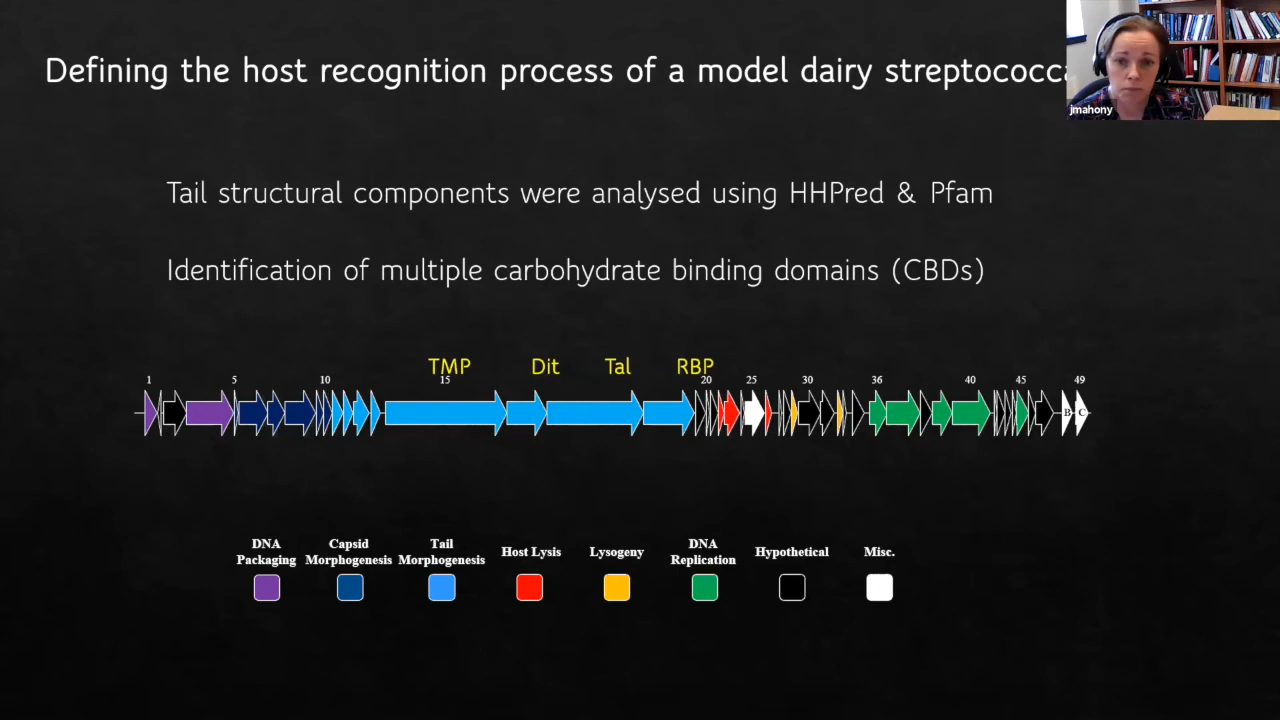 Defining the host recognition process of a model dairy streptococca
jmahony
Tail structural components were analysed using HHPred & Pfam
Identification of multiple carbohydrate binding domains (CBDs)
TMP Dit Tal RBP
1 5 10 15 20 25 30 36 40 45 49
B C
DNA Packaging
Capsid Morphogenesis
Tail Morphogenesis
Host Lysis
Lysogeny
DNA Replication
Hypothetical
Misc.